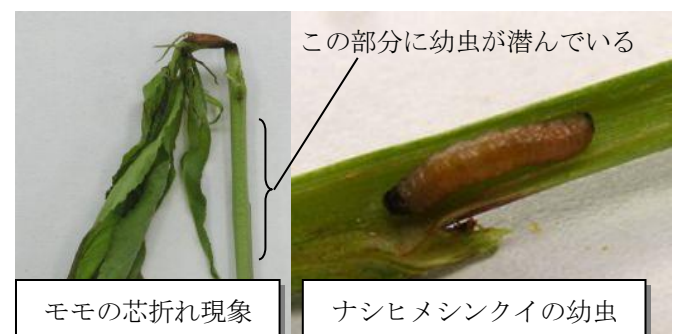 この部分に幼虫が潜んでいる
モモの芯折れ現象
ナシヒメシンクイの幼虫